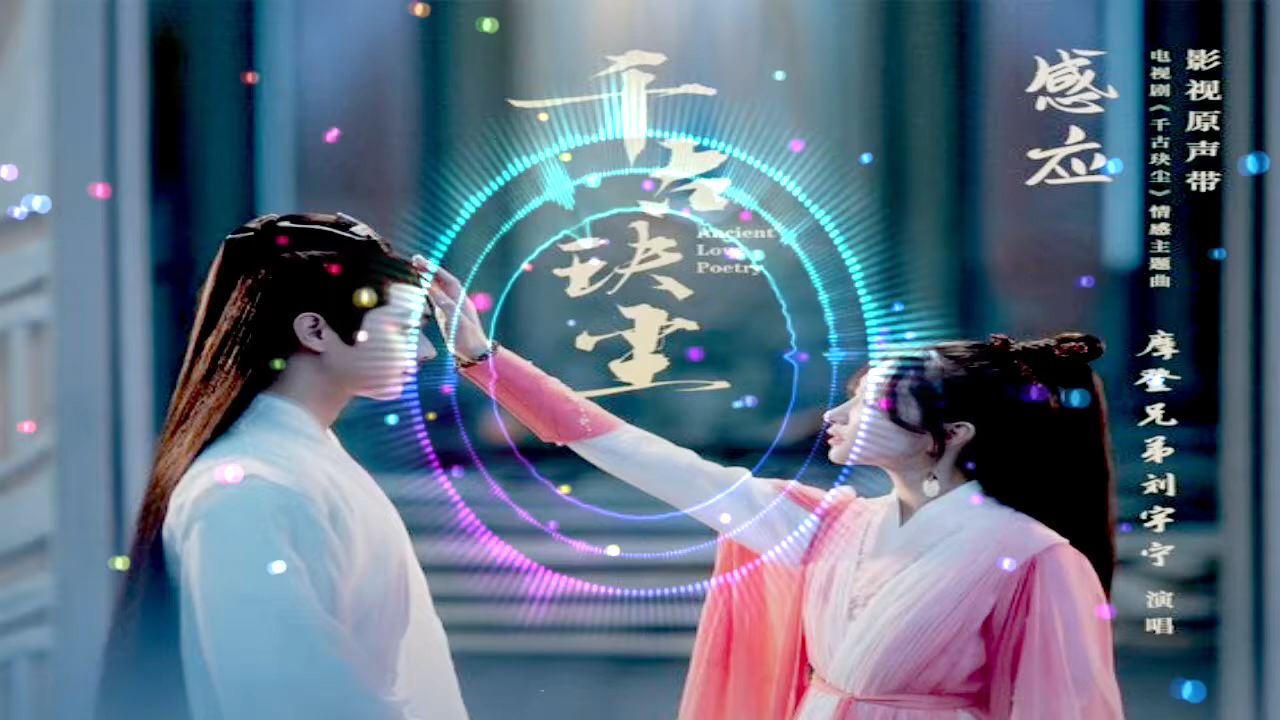 千古玦尘
Ancient
Love
Poetry
影视原声带
电视剧《千古玦尘》情感主题曲
感应
摩登兄弟刘宇宁 演唱